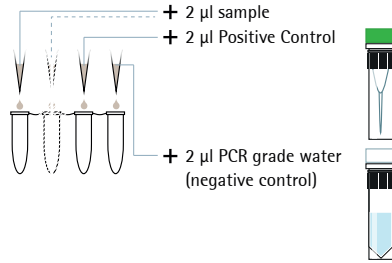 + 2 µl sample
+ 2 µl Positive Control
+ 2 µl PCR grade water
(negative control)